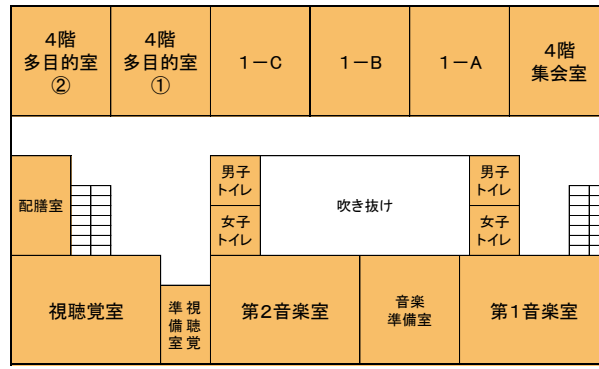 4階
多目的室
②
4階
多目的室
①
1－C
1－B
1－A
4階
集会室
配膳室
男子
トイレ
女子
トイレ
吹き抜け
男子
トイレ
女子
トイレ
視聴覚室
視聴覚
準備室
第2音楽室
音楽
準備室
第1音楽室